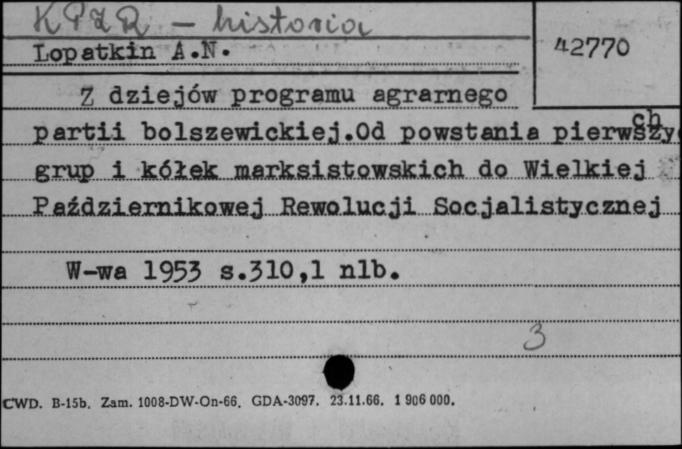 KPZR – historia
Lopatkin A.N.
42770
Z dziejów programu agrarnego
partii bolszewickiej.Od powstania pierwszych
grup i kółek marksistowskich do Wielkiej
Październikowej Rewolucji Socjalistycznej
W-wa 1953 s.310,1 nlb.
3
CWD. B-15b. Zam. 1008-DW-On-66. GDA-3097. 23.11.66. 1 906 000.